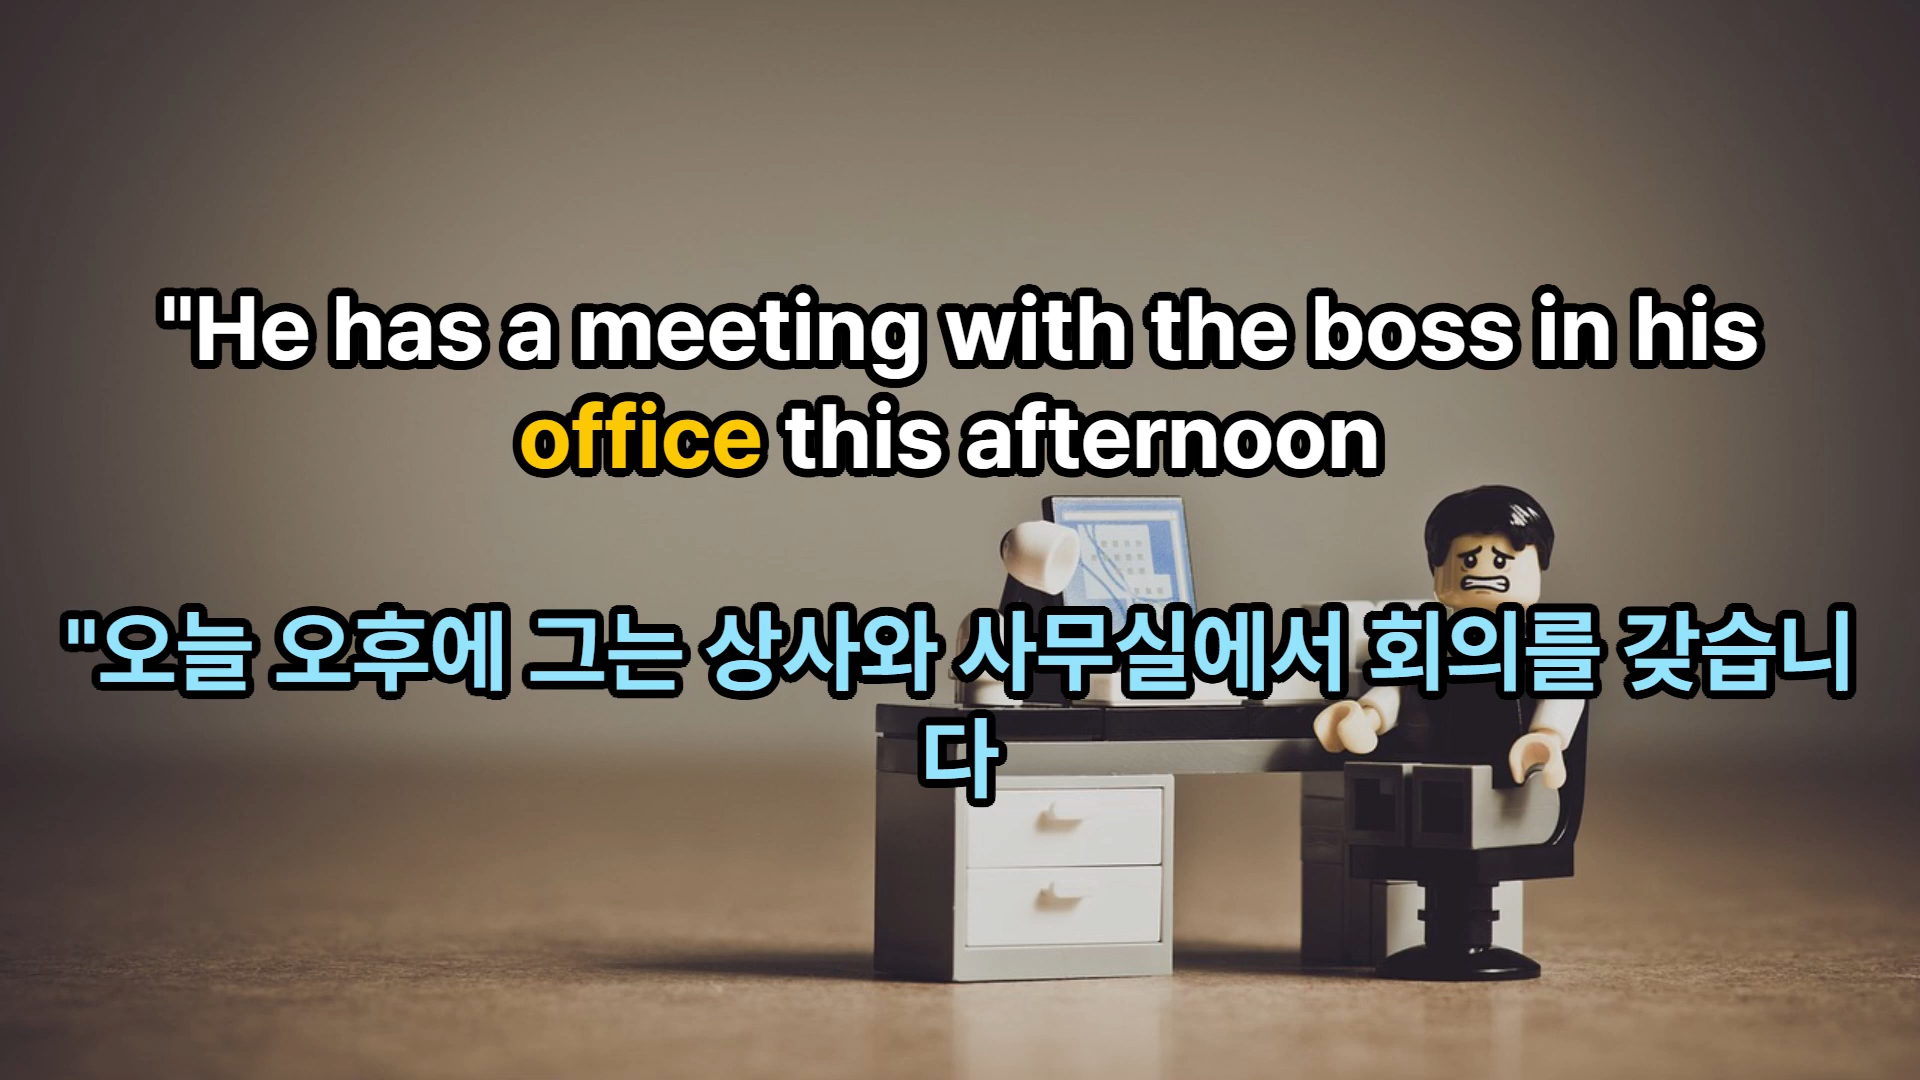 "He has a meeting with the boss in his
office this afternoon
"오늘 오후에 그는 상사와 사무실에서 회의를 갖습니
다